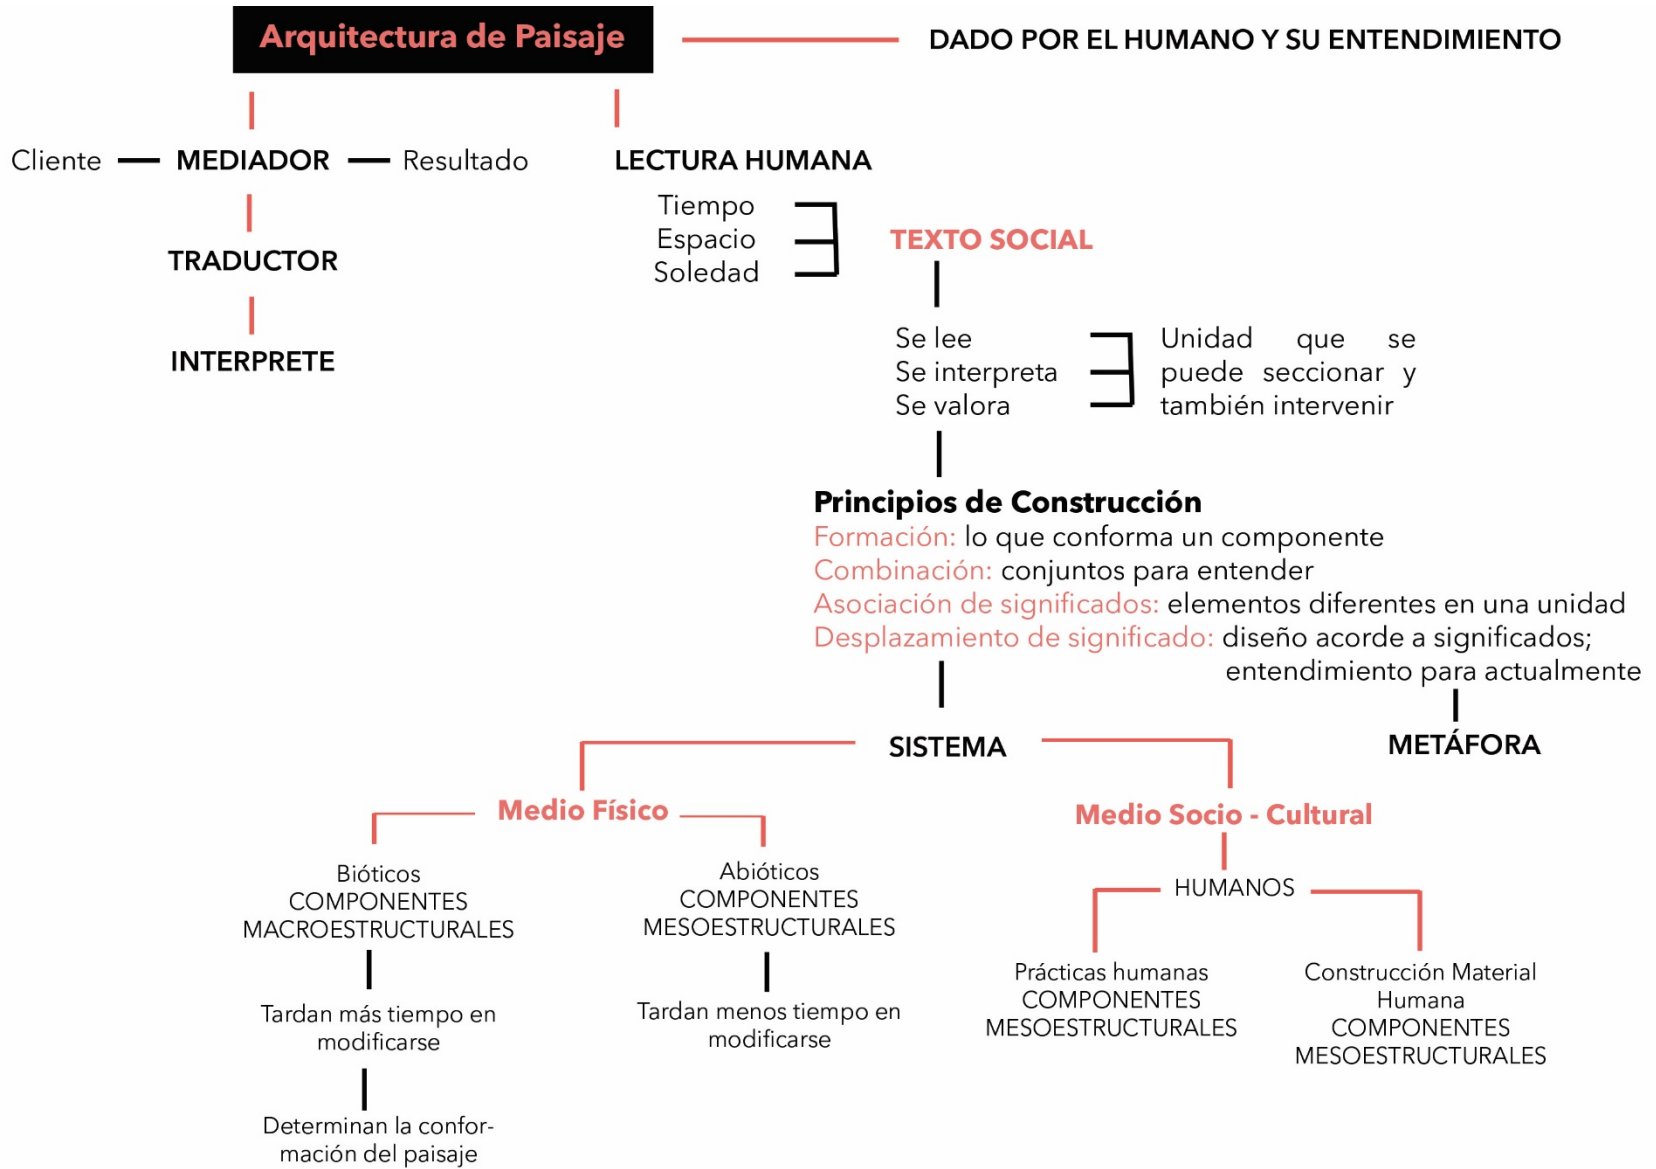 Arquitectura de Paisaje
DADO POR EL HUMANO Y SU ENTENDIMIENTO
Cliente
MEDIADOR
Resultado
TRADUCTOR
INTERPRETE
LECTURA HUMANA
Tiempo
Espacio
Soledad
TEXTO SOCIAL
Se lee
Se interpreta
Se valora
Unidad que se
puede seccionar y
también intervenir
Principios de Construcción
Formación: lo que conforma un componente
Combinación: conjuntos para entender
Asociación de significados: elementos diferentes en una unidad
Desplazamiento de significado: diseño acorde a significados;
entendimiento para actualmente
METÁFORA
SISTEMA
Medio Físico
Bióticos
COMPONENTES
MACROESTRUCTURALES
Tardan más tiempo en
modificarse
Determinan la confor-
mación del paisaje
Abióticos
COMPONENTES
MESOESTRUCTURALES
Tardan menos tiempo en
modificarse
Medio Socio - Cultural
HUMANOS
Prácticas humanas
COMPONENTES
MESOESTRUCTURALES
Construcción Material
Humana
COMPONENTES
MESOESTRUCTURALES